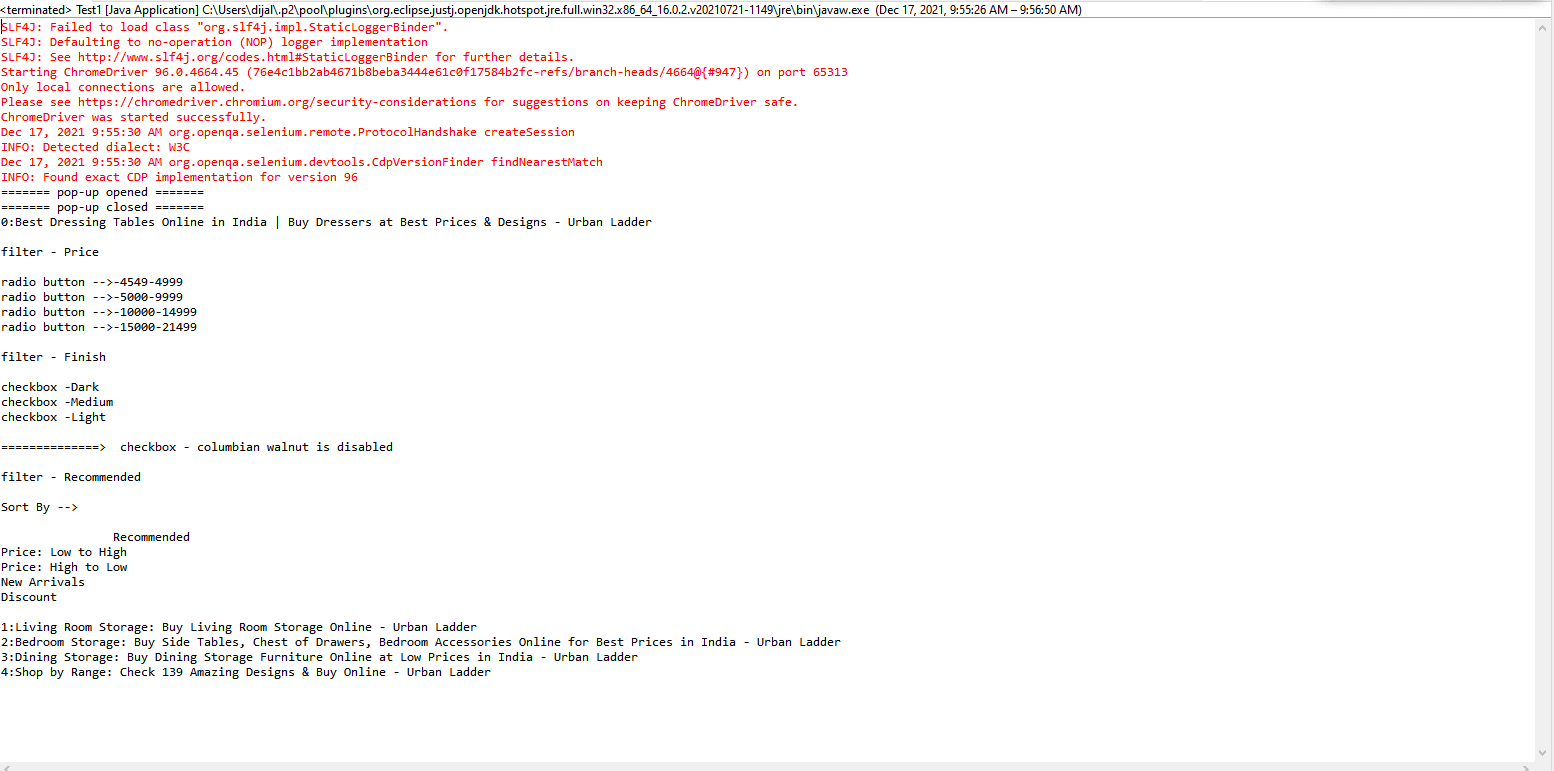 <terminated> Test1 [Java Application] C:\Users\dijal\.p2\pool\plugins\org.eclipse.justj.openjdk.hotspot.jre.full.win32.x86_64_16.0.2.v20210721-1149\jre\bin\javaw.exe (Dec 17, 2021, 9:55:26 AM – 9:56:50 AM)
SLF4J: Failed to load class "org.slf4j.impl.StaticLoggerBinder".
SLF4J: Defaulting to no-operation (NOP) logger implementation
SLF4J: See http://www.slf4j.org/codes.html#StaticLoggerBinder for further details.
Starting ChromeDriver 96.0.4664.45 (76e4c1bb2ab4671b8beba3444e61c0f17584b2fc-refs/branch-heads/4664@{#947}) on port 65313
Only local connections are allowed.
Please see https://chromedriver.chromium.org/security-considerations for suggestions on keeping ChromeDriver safe.
ChromeDriver was started successfully.
Dec 17, 2021 9:55:30 AM org.openqa.selenium.remote.ProtocolHandshake createSession
INFO: Detected dialect: W3C
Dec 17, 2021 9:55:30 AM org.openqa.selenium.devtools.CdpVersionFinder findNearestMatch
INFO: Found exact CDP implementation for version 96
======= pop-up opened =======
======= pop-up closed =======
0:Best Dressing Tables Online in India | Buy Dressers at Best Prices & Designs - Urban Ladder
filter - Price
radio button -->-4549-4999
radio button -->-5000-9999
radio button -->-10000-14999
radio button -->-15000-21499
filter - Finish
checkbox -Dark
checkbox -Medium
checkbox -Light
==============>  checkbox - columbian walnut is disabled
filter - Recommended
Sort By -->
Recommended
Price: Low to High
Price: High to Low
New Arrivals
Discount
1:Living Room Storage: Buy Living Room Storage Online - Urban Ladder
2:Bedroom Storage: Buy Side Tables, Chest of Drawers, Bedroom Accessories Online for Best Prices in India - Urban Ladder
3:Dining Storage: Buy Dining Storage Furniture Online at Low Prices in India - Urban Ladder
4:Shop by Range: Check 139 Amazing Designs & Buy Online - Urban Ladder